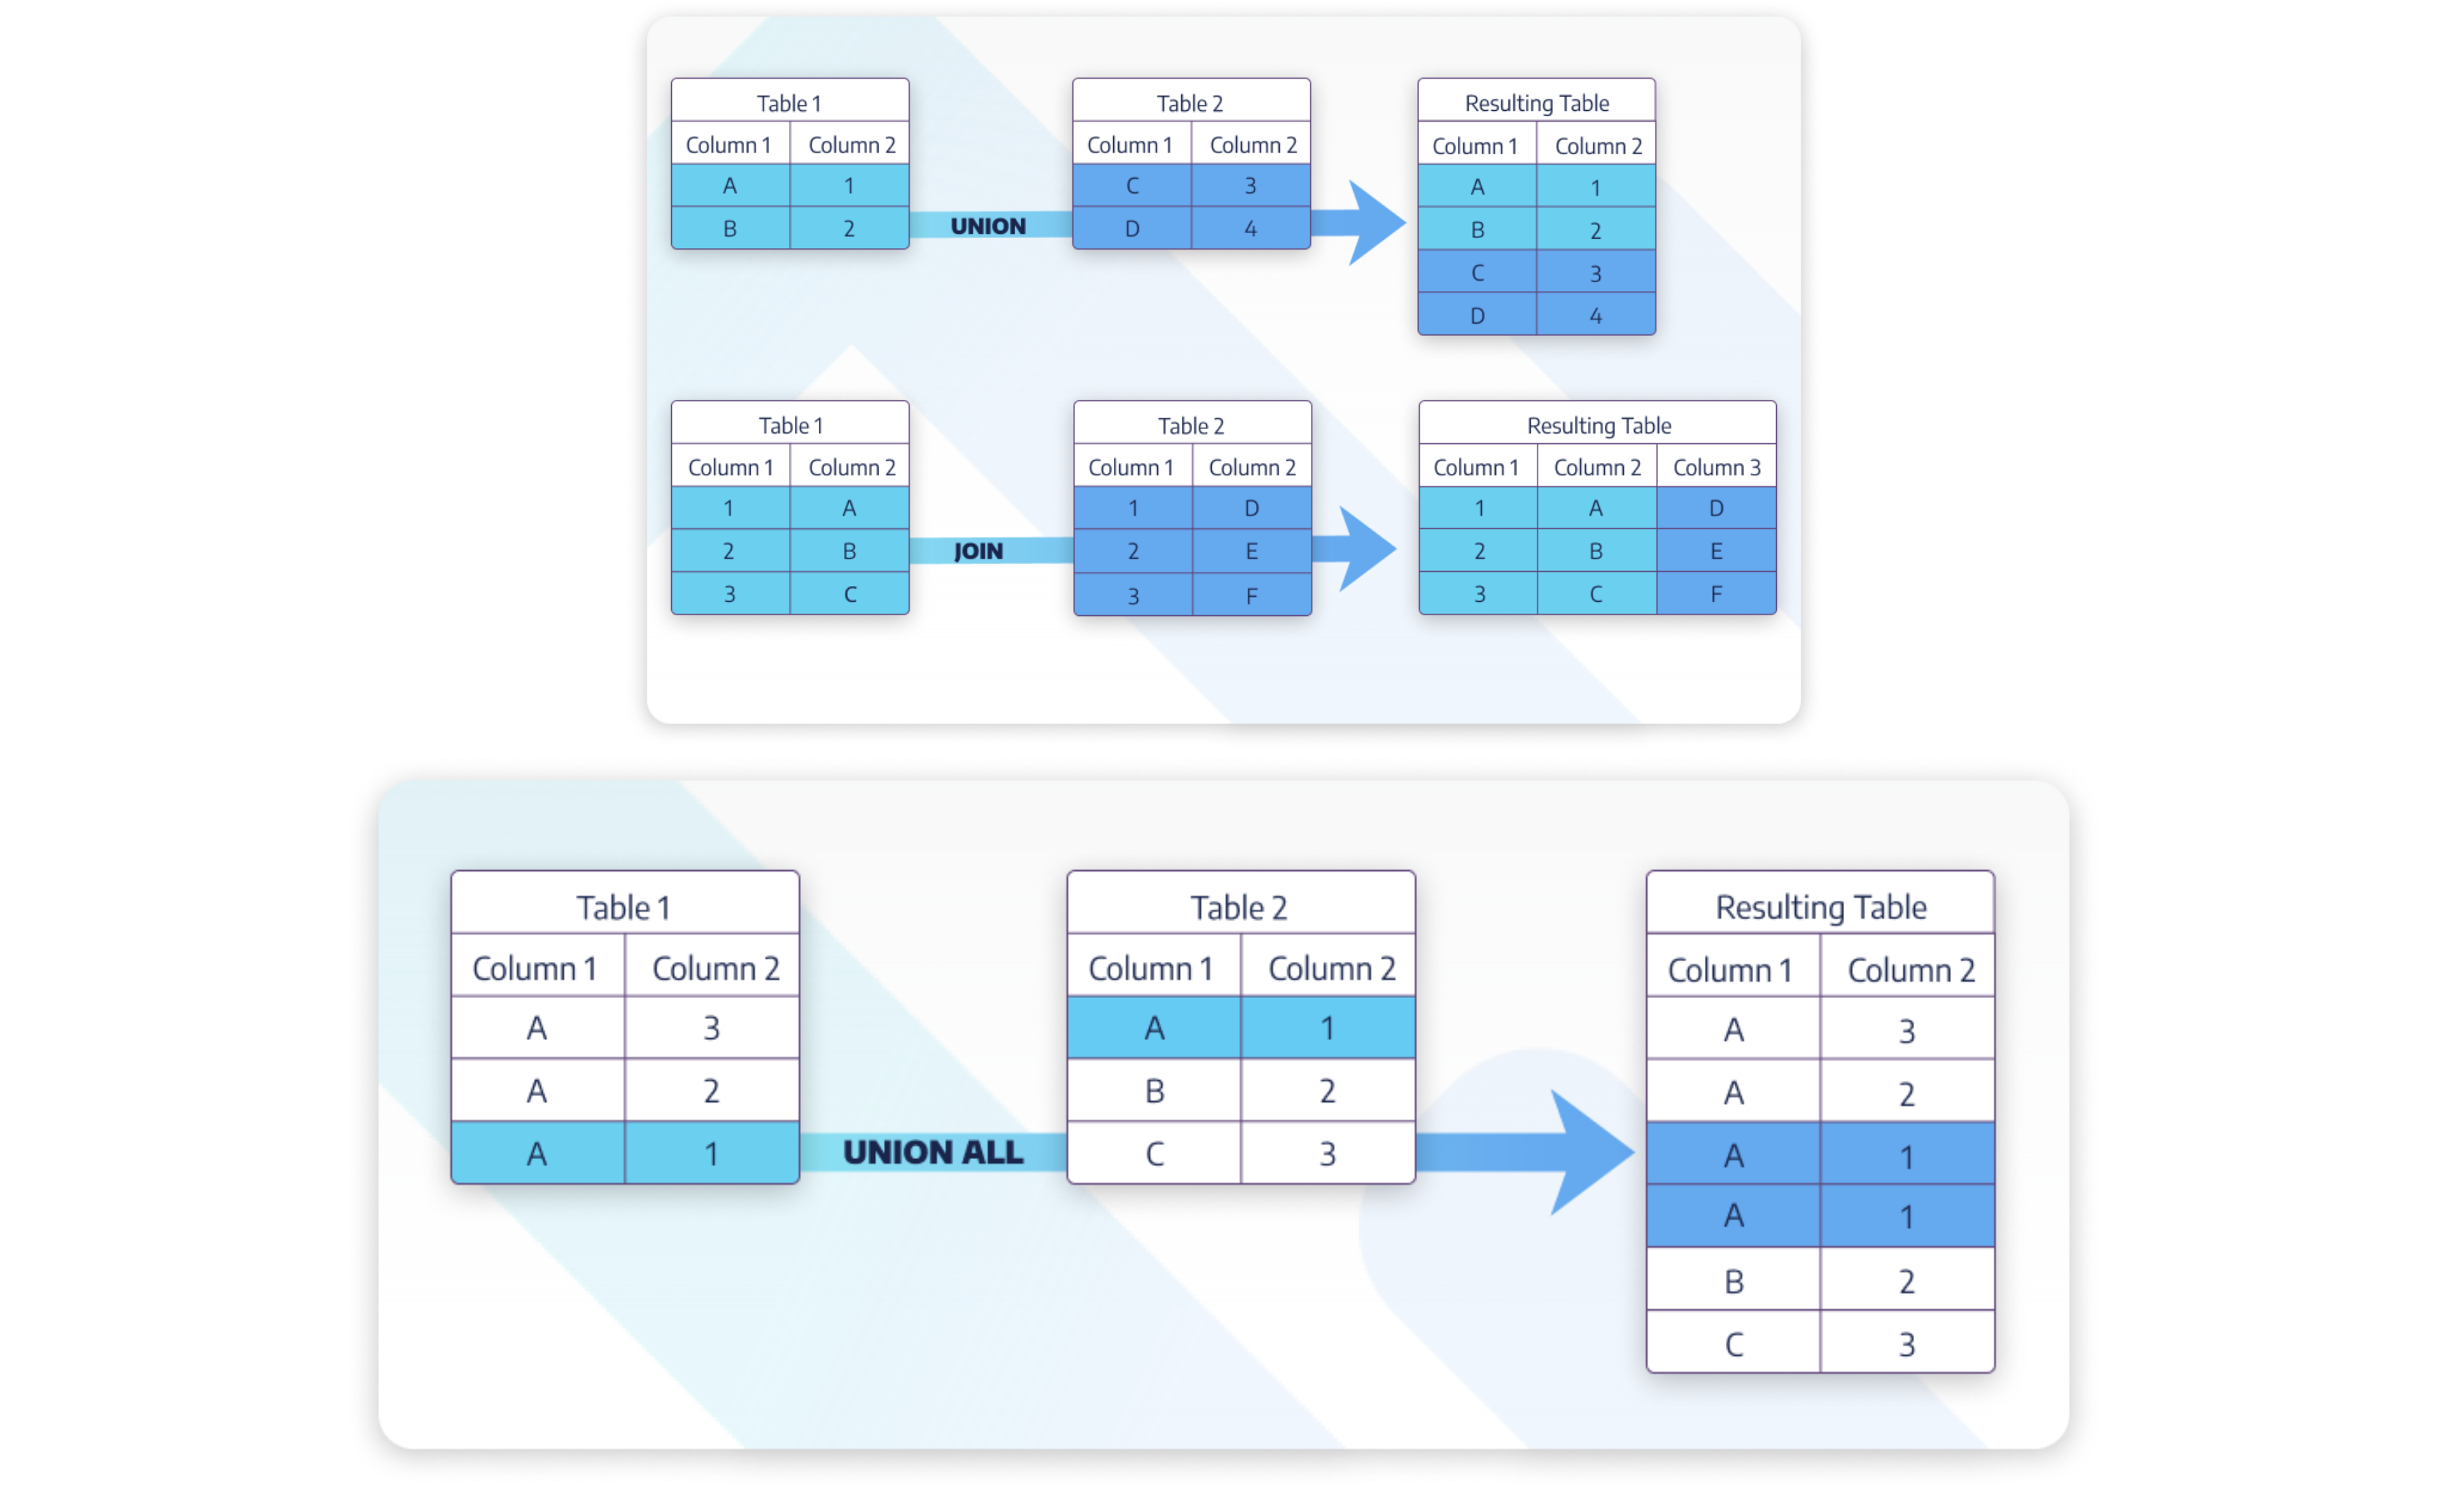 Table 1 Table 2 Resulting Table
Column 1 Column 2 Column 1 Column 2 Column 1 Column 2
A 1 C 3 A 1
B 2 UNION D 4 B 2
C 3
D 4
Table 1 Table 2 Resulting Table
Column 1 Column 2 Column 1 Column 2 Column 1 Column 2 Column 3
1 A 1 D 1 A D
2 B JOIN 2 E 2 B E
3 C 3 F 3 C F
Table 1 Table 2 Resulting Table
Column 1 Column 2 Column 1 Column 2 Column 1 Column 2
A 3 A 1 A 3
A 2 B 2 A 2
A 1 UNION ALL C 3 A 1
A 1
B 2
C 3